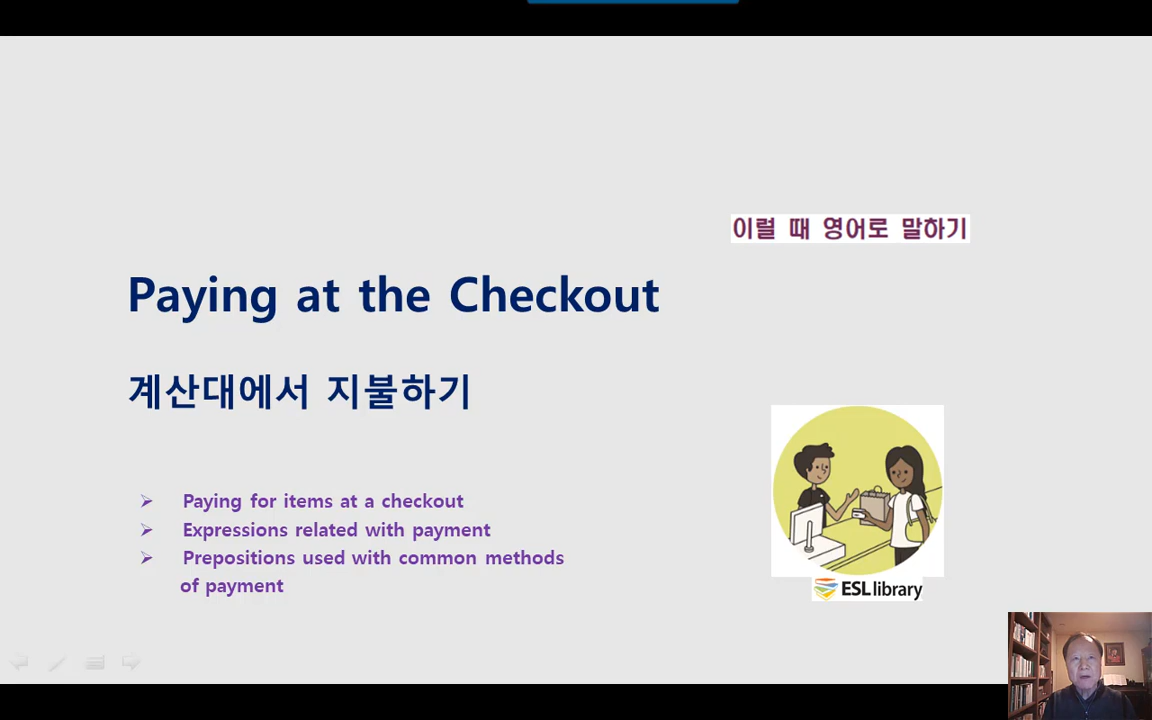 이럴 때 영어로 말하기
Paying at the Checkout
계산대에서 지불하기
➢ Paying for items at a checkout
➢ Expressions related with payment
➢ Prepositions used with common methods
of payment
ESL library